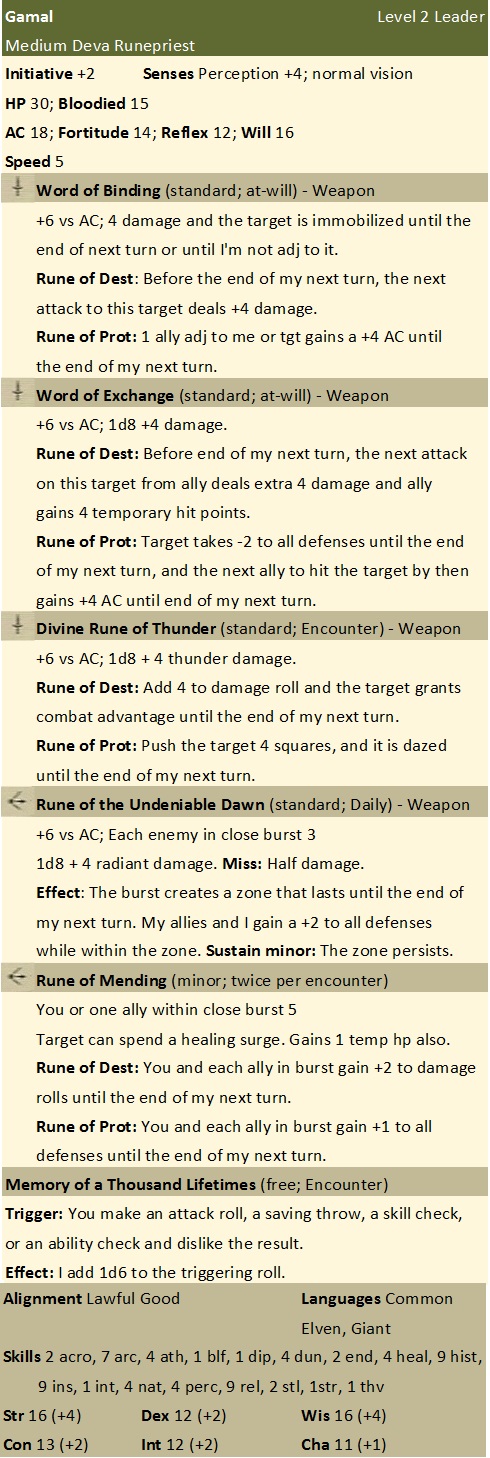 Gamal Level 2 Leader
Medium Deva Runepriest
Initiative +2 Senses Perception +4; normal vision
HP 30; Bloodied 15
AC 18; Fortitude 14; Reflex 12; Will 16
Speed 5
Word of Binding (standard; at-will) - Weapon
+6 vs AC; 4 damage and the target is immobilized until the
end of next turn or until I'm not adj to it.
Rune of Dest: Before the end of my next turn, the next
attack to this target deals +4 damage.
Rune of Prot: 1 ally adj to me or tgt gains a +4 AC until
the end of my next turn.
Word of Exchange (standard; at-will) - Weapon
+6 vs AC; 1d8 +4 damage.
Rune of Dest: Before end of my next turn, the next attack
on this target from ally deals extra 4 damage and ally
gains 4 temporary hit points.
Rune of Prot: Target takes -2 to all defenses until the end
of my next turn, and the next ally to hit the target by then
gains +4 AC until end of my next turn.
Divine Rune of Thunder (standard; Encounter) - Weapon
+6 vs AC; 1d8 + 4 thunder damage.
Rune of Dest: Add 4 to damage roll and the target grants
combat advantage until the end of my next turn.
Rune of Prot: Push the target 4 squares, and it is dazed
until the end of my next turn.
Rune of the Undeniable Dawn (standard; Daily) - Weapon
+6 vs AC; Each enemy in close burst 3
1d8 + 4 radiant damage. Miss: Half damage.
Effect: The burst creates a zone that lasts until the end of
my next turn. My allies and I gain a +2 to all defenses
while within the zone. Sustain minor: The zone persists.
Rune of Mending (minor; twice per encounter)
You or one ally within close burst 5
Target can spend a healing surge. Gains 1 temp hp also.
Rune of Dest: You and each ally in burst gain +2 to damage
rolls until the end of my next turn.
Rune of Prot: You and each ally in burst gain +1 to all
defenses until the end of my next turn.
Memory of a Thousand Lifetimes (free; Encounter)
Trigger: You make an attack roll, a saving throw, a skill check,
or an ability check and dislike the result.
Effect: I add 1d6 to the triggering roll.
Alignment Lawful Good Languages Common
Elven, Giant
Skills 2 acro, 7 arc, 4 ath, 1 blf, 1 dip, 4 dun, 2 end, 4 heal, 9 hist,
9 ins, 1 int, 4 nat, 4 perc, 9 rel, 2 stl, 1str, 1 thv
Str 16 (+4) Dex 12 (+2) Wis 16 (+4)
Con 13 (+2) Int 12 (+2) Cha 11 (+1)